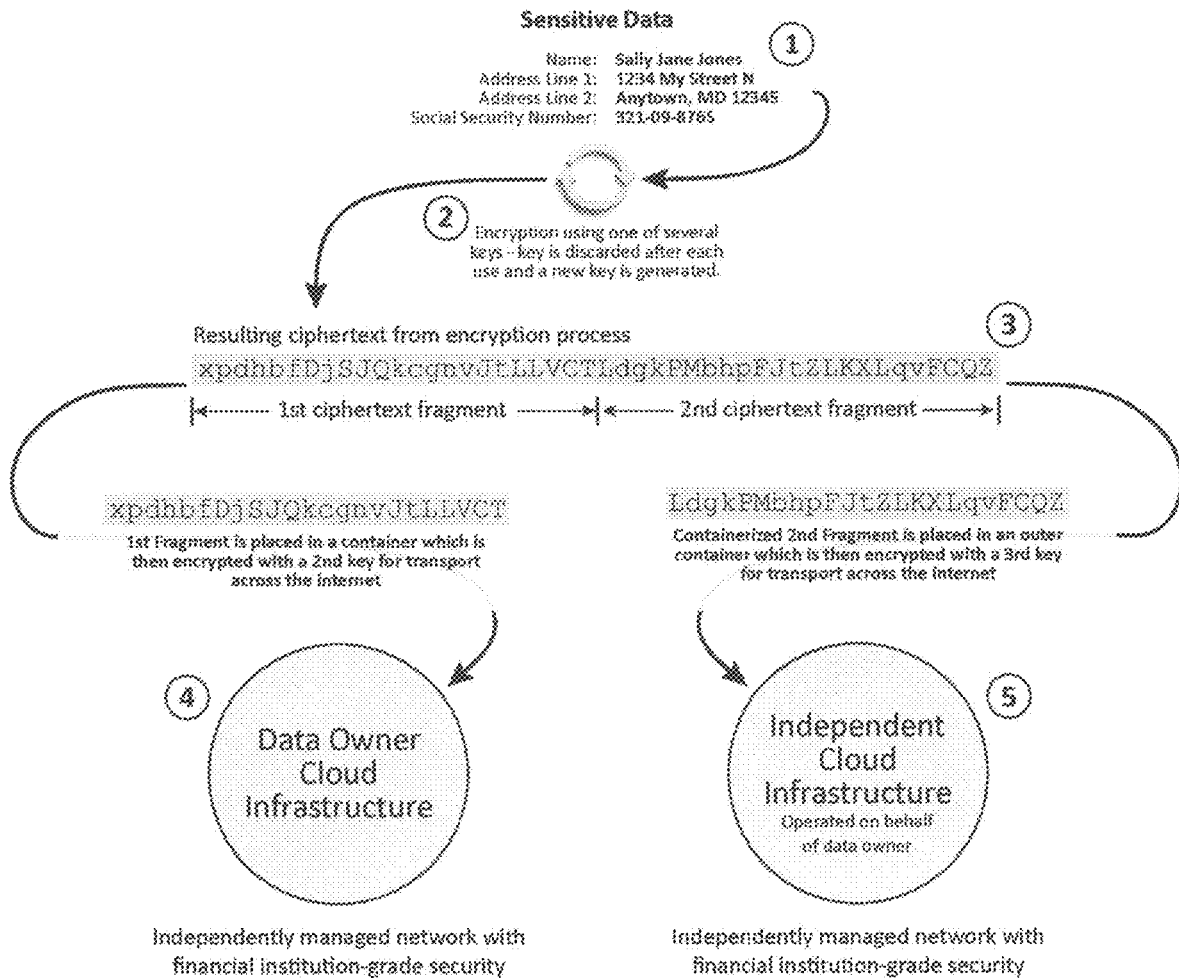 Sensitive Data
1
Name: Sally Jane Jones
Address Line 1: 1234 My Street N
Address Line 2: Anytown, MD 12345
Social Security Number: 321-09-8765
2
Encryption using one of several
keys - key is discarded after each
use and a new key is generated.
Resulting ciphertext from encryption process
3
xpdhbfDjSJQkcgnvJtLLVCTLdgkPMbhpFJtZLKXLqvFCQZ
1st ciphertext fragment
2nd ciphertext fragment
xpdhbfDjSJQkcgnvJtLLVCT
1st Fragment is placed in a container which is
then encrypted with a 2nd key for transport
across the internet
LdgkPMbhpFJtZLKXLqvFCQZ
Containerized 2nd Fragment is placed in an outer
container which is then encrypted with a 3rd key
for transport across the internet
4
Data Owner
Cloud
Infrastructure
5
Independent
Cloud
Infrastructure
Operated on behalf
of data owner
Independently managed network with
financial institution-grade security
Independently managed network with
financial institution-grade security